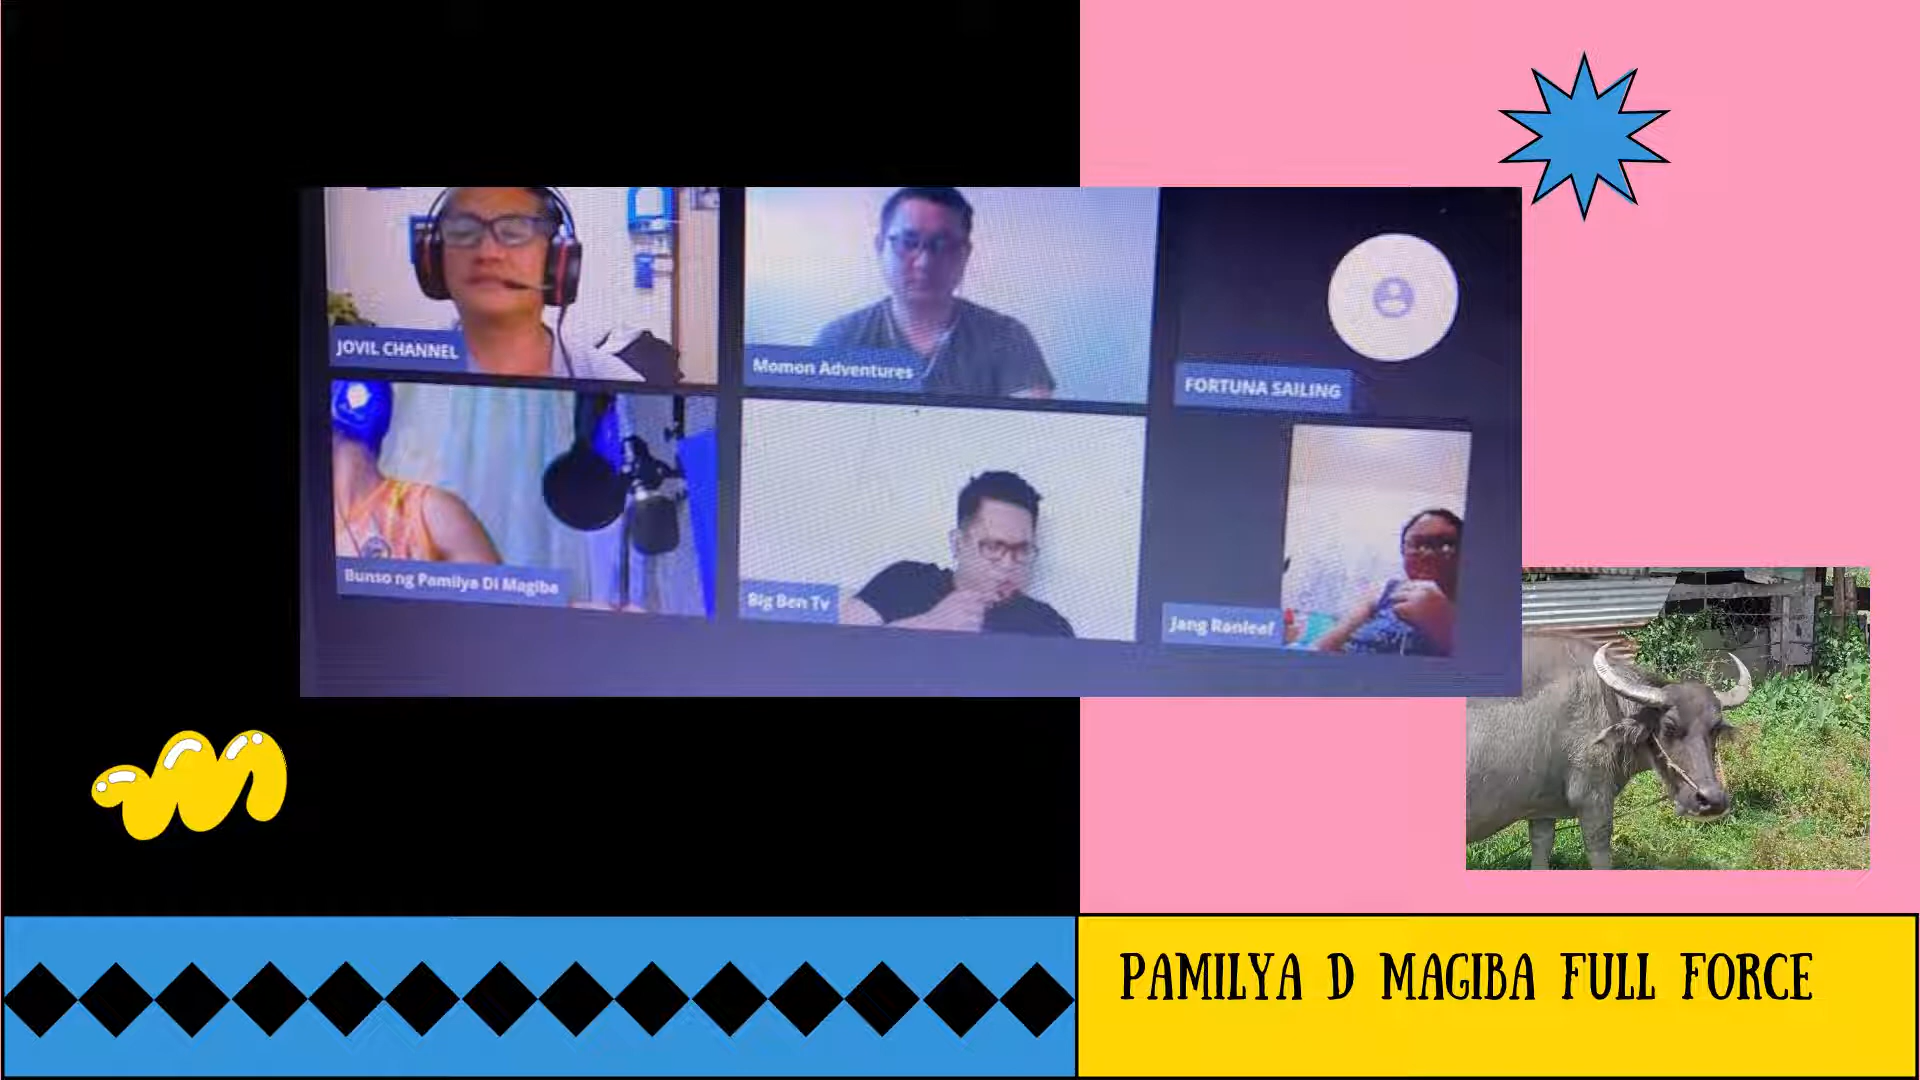 JOVIL CHANNEL
Momon Adventures
FORTUNA SAILING
Bunso ng Pamilya Di Magiba
Big Ben Tv
Jang Ranleef
PAMILYA D MAGIBA FULL FORCE